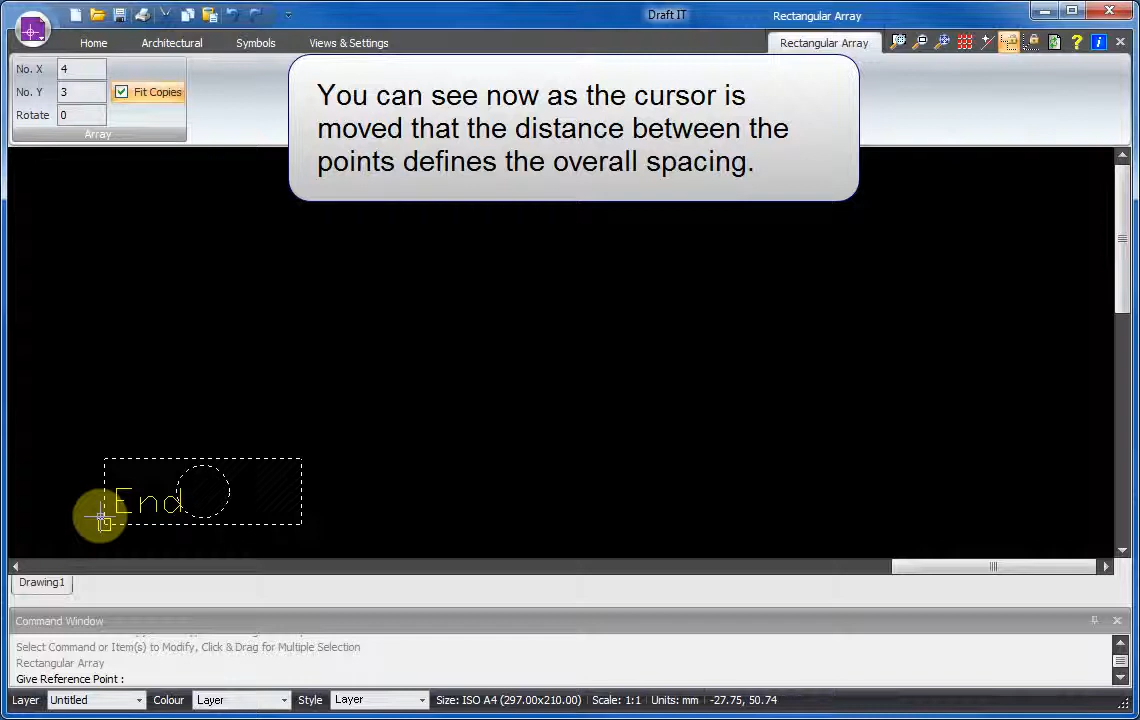 Draft IT
Rectangular Array
Home
Architectural
Symbols
Views & Settings
Rectangular Array
No. X 4
No. Y 3
Fit Copies
Rotate 0
Array
You can see now as the cursor is
moved that the distance between the
points defines the overall spacing.
End
Drawing1
Command Window
Select Command or Item(s) to Modify, Click & Drag for Multiple Selection
Rectangular Array
Give Reference Point :
Layer Untitled Colour Layer Style Layer Size: ISO A4 (297.00x210.00) Scale: 1:1 Units: mm -27.75, 50.74